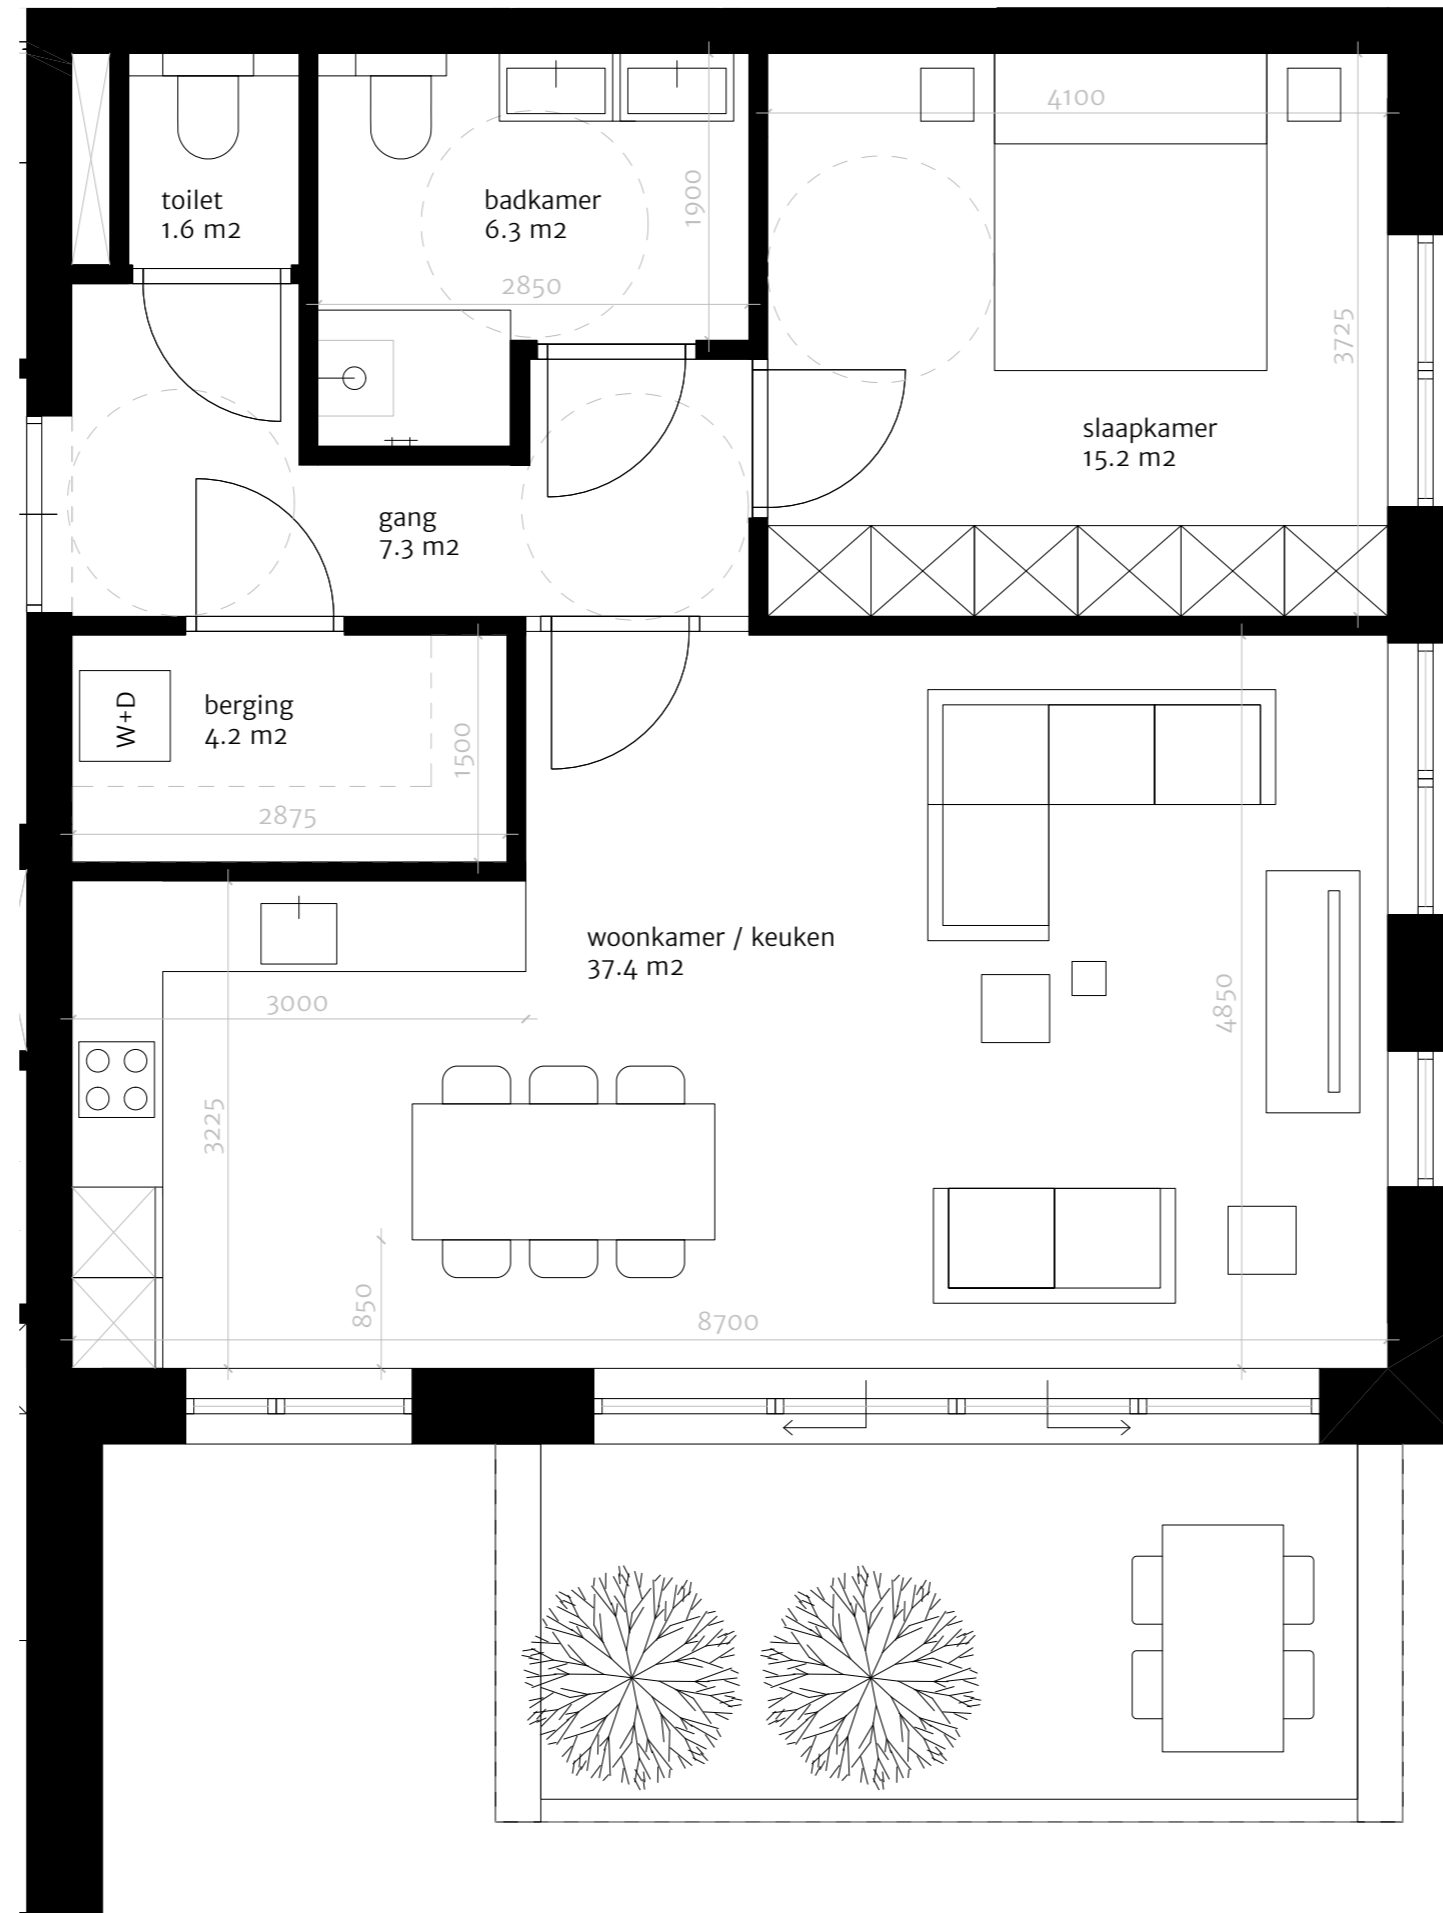 4100
toilet
1.6 m2
badkamer
6.3 m2
1900
2850
3725
slaapkamer
15.2 m2
gang
7.3 m2
W+D
berging
4.2 m2
1500
2875
woonkamer / keuken
37.4 m2
3000
4850
3225
850
8700